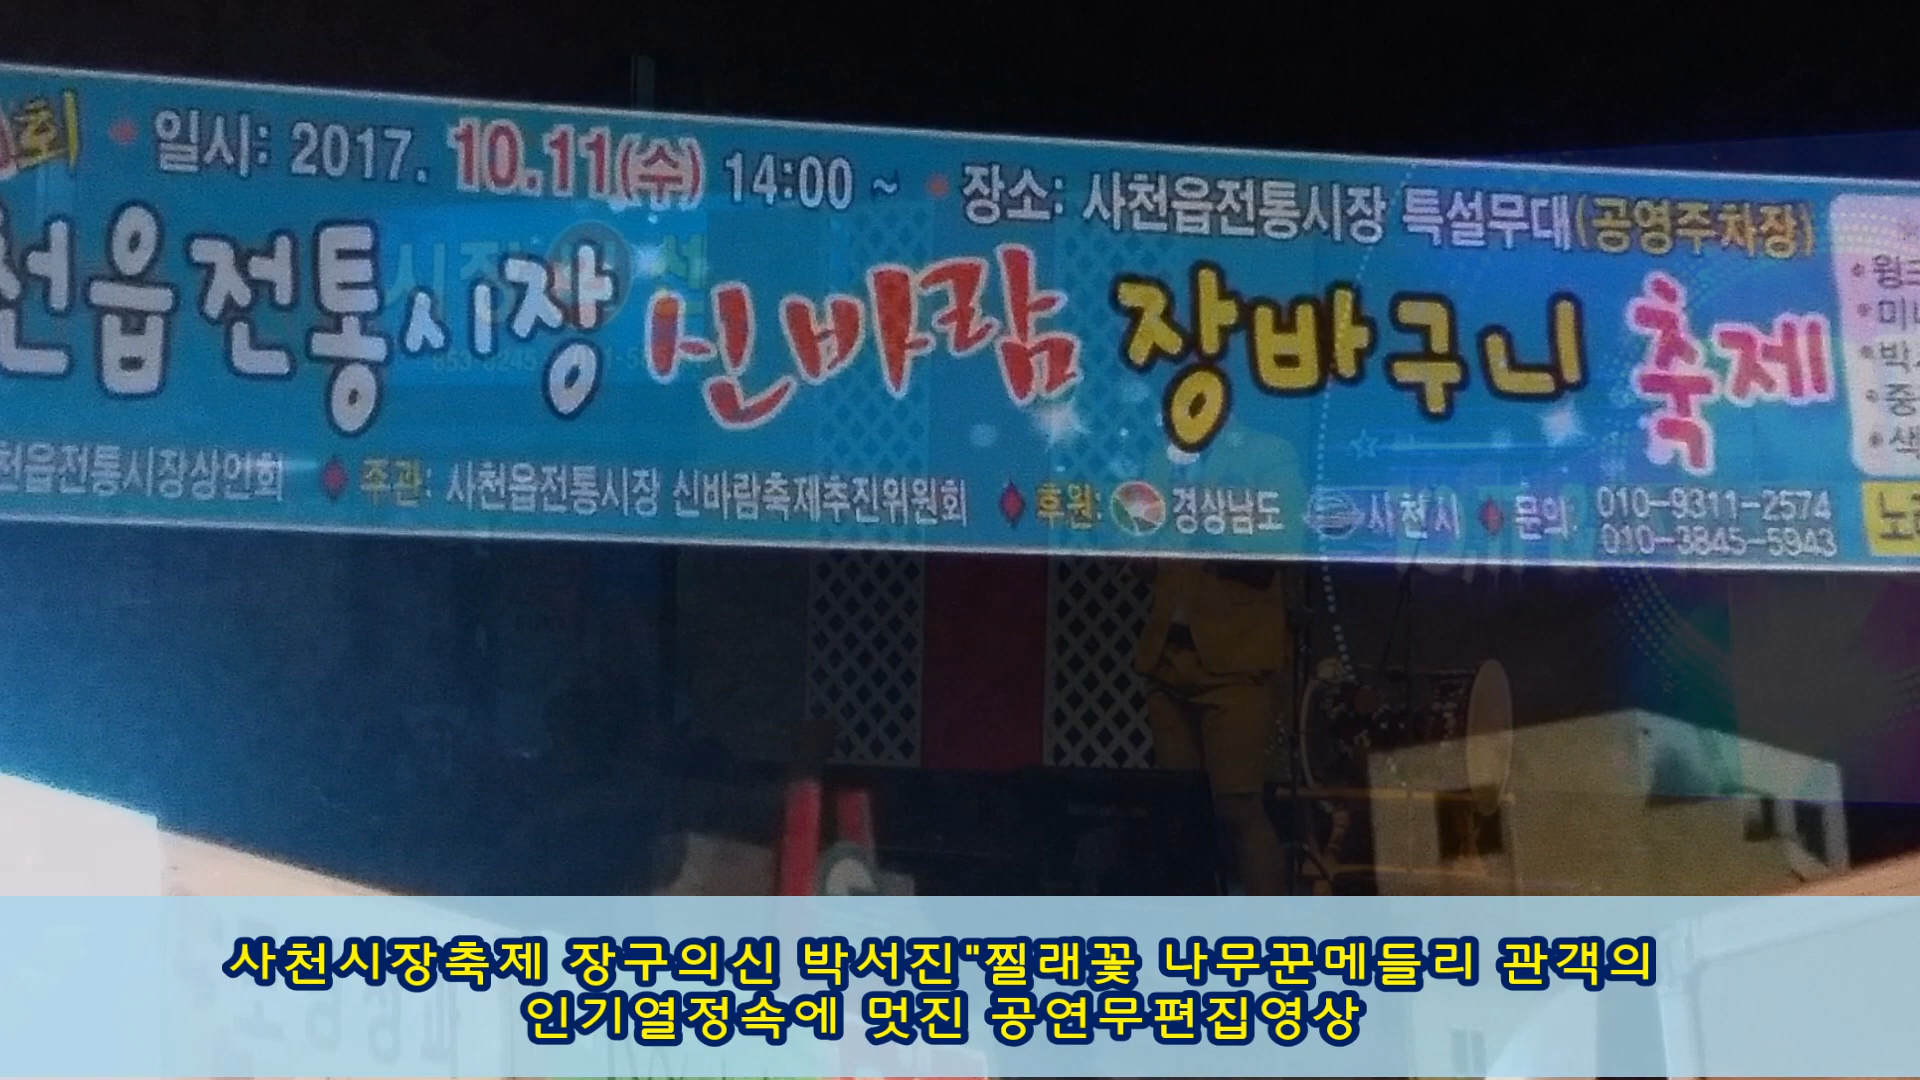 회 일시: 2017. 10.11(수) 14:00 ~ 장소: 사천읍전통시장 특설무대(공영주차장)
천읍전통시장 신바람 장바구니 축제
천읍전통시장상인회 주관: 사천읍전통시장 신바람축제추진위원회 후원: 경상남도 사천시 문의: 010-9311-2574
010-3845-5943
사천시장축제 장구의신 박서진"찔래꽃 나무꾼메들리 관객의
인기열정속에 멋진 공연무편집영상